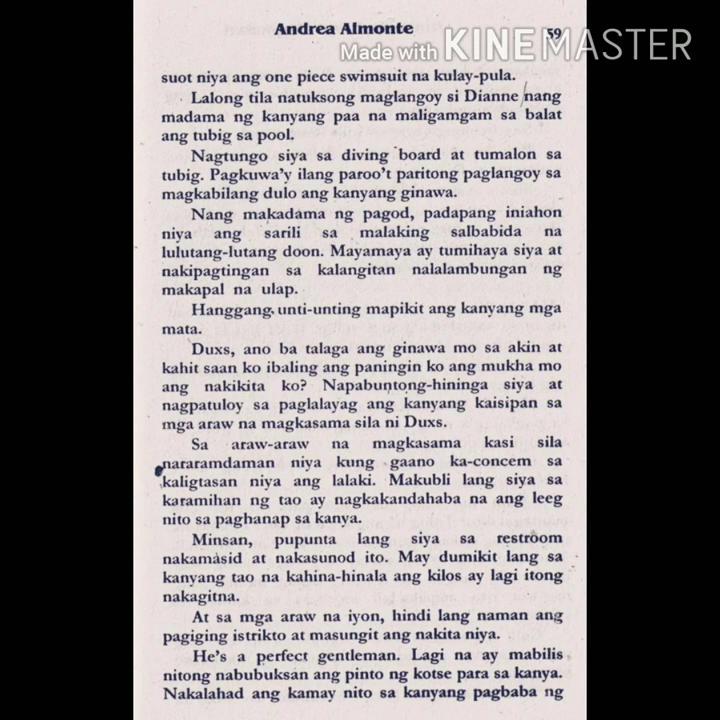 Andrea Almonte
59
Made with KINEMASTER
suot niya ang one piece swimsuit na kulay-pula.
Lalong tila natuksong maglangoy si Dianne nang
madama ng kanyang paa na maligamgam sa balat
ang tubig sa pool.
Nagtungo siya sa diving board at tumalon sa
tubig. Pagkuwa'y ilang paroo't paritong paglangoy sa
magkabilang dulo ang kanyang ginawa.
Nang makadama ng pagod, padapang iniahon
niya ang sarili sa malaking salbabida na
lulutang-lutang doon. Mayamaya ay tumihaya siya at
nakipagtingan sa kalangitan nalalambungan ng
makapal na ulap.
Hanggang unti-unting mapikit ang kanyang mga
mata.
Duxs, ano ba talaga ang ginawa mo sa akin at
kahit saan ko ibaling ang paningin ko ang mukha mo
ang nakikita ko? Napabuntong-hininga siya at
nagpatuloy sa paglalayag ang kanyang kaisipan sa
mga araw na magkasama sila ni Duxs.
Sa araw-araw na magkasama kasi sila
nararamdaman niya kung gaano ka-concem sa
kaligtasan niya ang lalaki. Makubli lang siya sa
karamihan ng tao ay nagkakandahaba na ang leeg
nito sa paghanap sa kanya.
Minsan, pupunta lang siya sa restroom
nakamasid at nakasunod ito. May dumikit lang sa
kanyang tao na kahina-hinala ang kilos ay lagi itong
nakagitna.
At sa mga araw na iyon, hindi lang naman ang
pagiging istrikto at masungit ang nakita niya.
He's a perfect gentleman. Lagi na ay mabilis
nitong nabubuksan ang pinto ng kotse para sa kanya.
Nakalahad ang kamay nito sa kanyang pagbaba ng